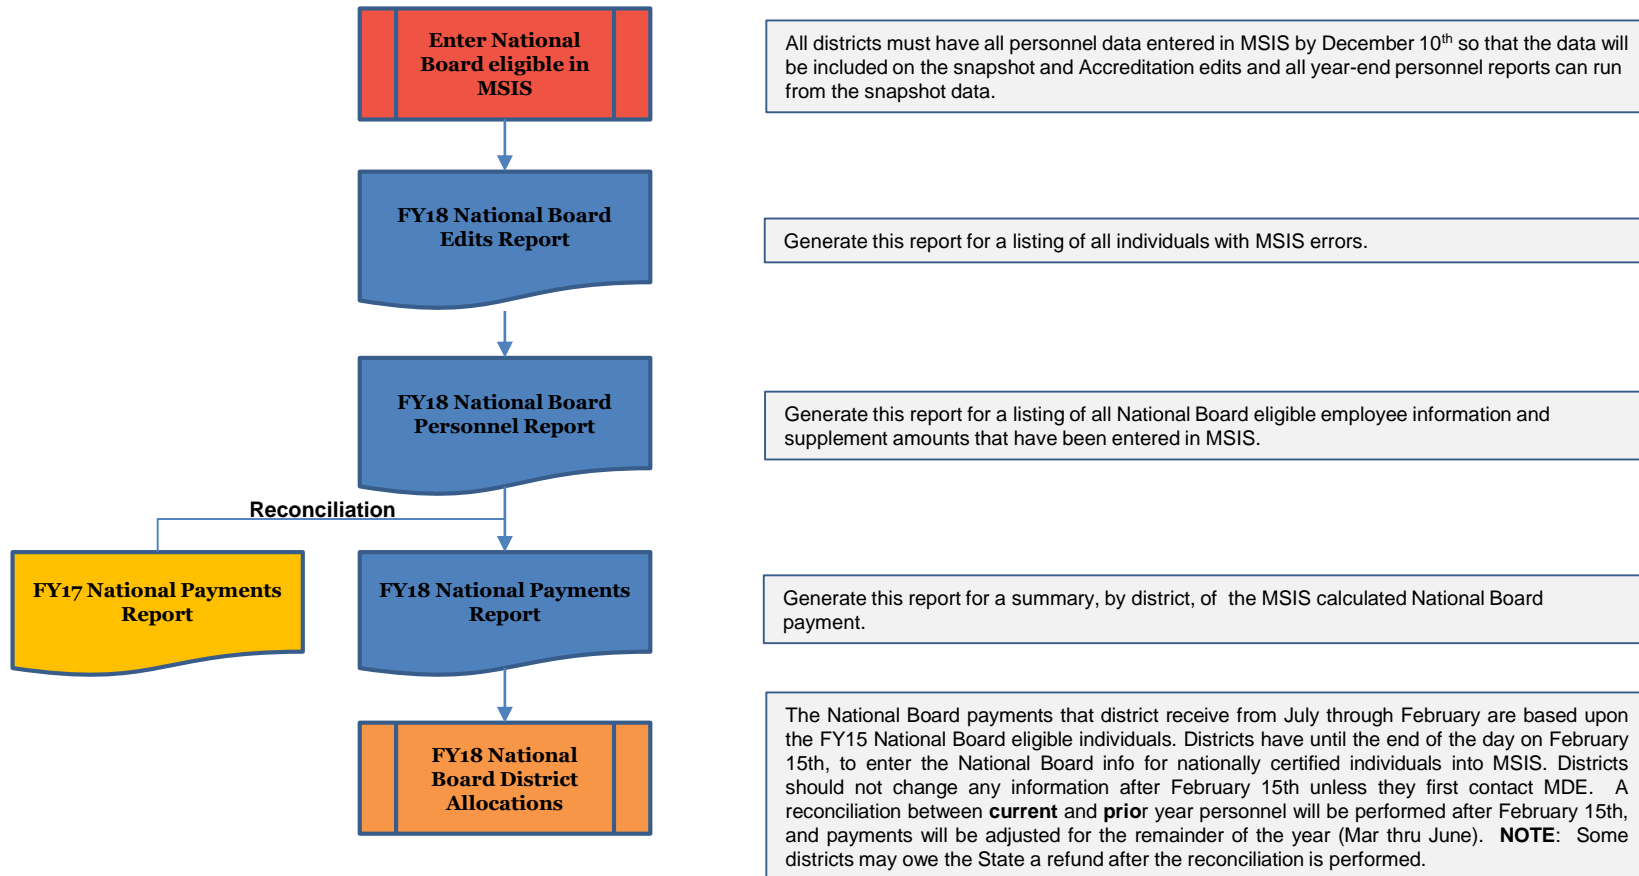 Enter National
Board eligible in
MSIS
All districts must have all personnel data entered in MSIS by December 10th so that the data will
be included on the snapshot and Accreditation edits and all year-end personnel reports can run
from the snapshot data.
FY18 National Board
Edits Report
Generate this report for a listing of all individuals with MSIS errors.
FY18 National Board
Personnel Report
Generate this report for a listing of all National Board eligible employee information and
supplement amounts that have been entered in MSIS.
Reconciliation
FY17 National Payments
Report
FY18 National Payments
Report
Generate this report for a summary, by district, of the MSIS calculated National Board
payment.
FY18 National
Board District
Allocations
The National Board payments that district receive from July through February are based upon
the FY15 National Board eligible individuals. Districts have until the end of the day on February
15th, to enter the National Board info for nationally certified individuals into MSIS. Districts
should not change any information after February 15th unless they first contact MDE. A
reconciliation between current and prior year personnel will be performed after February 15th,
and payments will be adjusted for the remainder of the year (Mar thru June). NOTE: Some
districts may owe the State a refund after the reconciliation is performed.